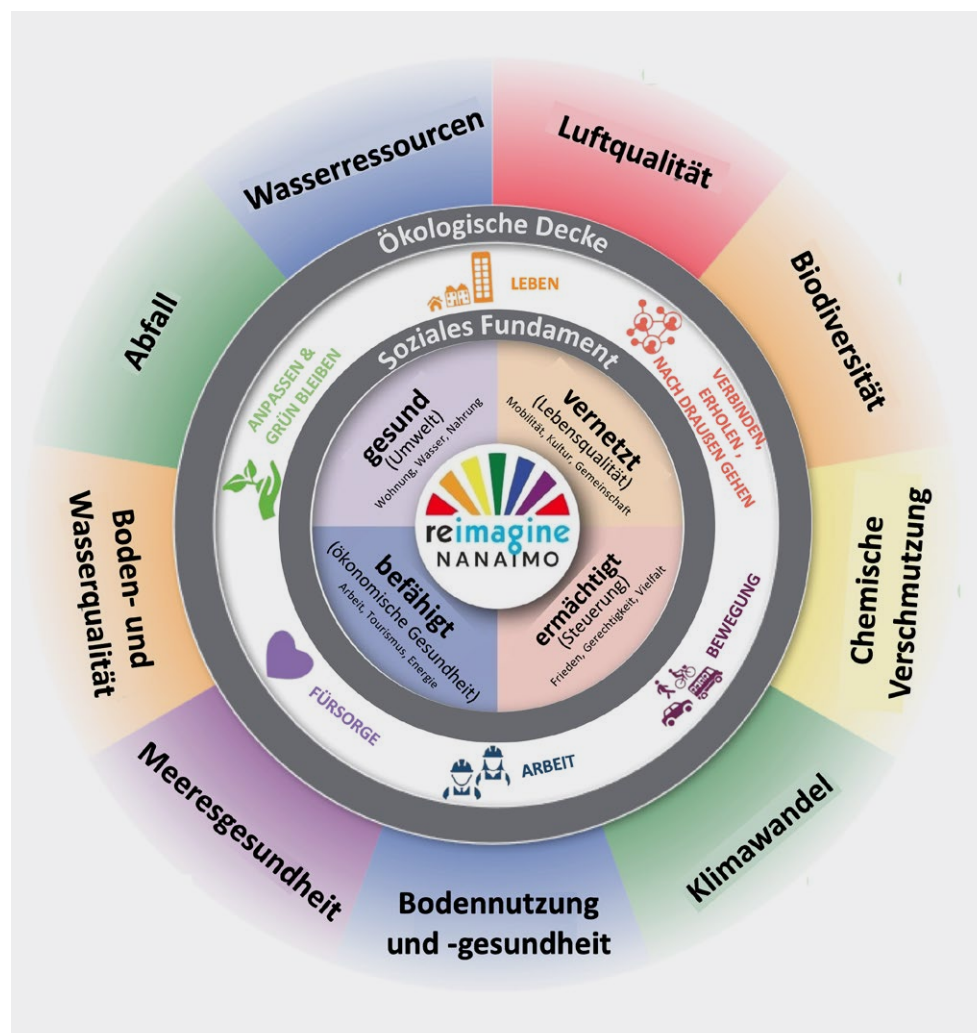 Wasserressourcen
Luftqualität
Biodiversität
Chemische
Verschmutzung
Klimawandel
Bodennutzung
und -gesundheit
Meeresgesundheit
Boden- und
Wasserqualität
Abfall
Ökologische Decke
LEBEN
VERBINDEN,
ERHOLEN ,
NACH DRAUßEN GEHEN
BEWEGUNG
ARBEIT
FÜRSORGE
ANPASSEN &
GRÜN BLEIBEN
Soziales Fundament
gesund
(Umwelt)
Wohnung, Wasser, Nahrung
vernetzt
(Lebensqualität)
Mobilität, Kultur, Gemeinschaft
ermächtigt
(Steuerung)
Frieden, Gerechtigkeit, Vielfalt
befähigt
(ökonomische Gesundheit)
Arbeit, Tourismus, Energie
reimagine
NANAIMO